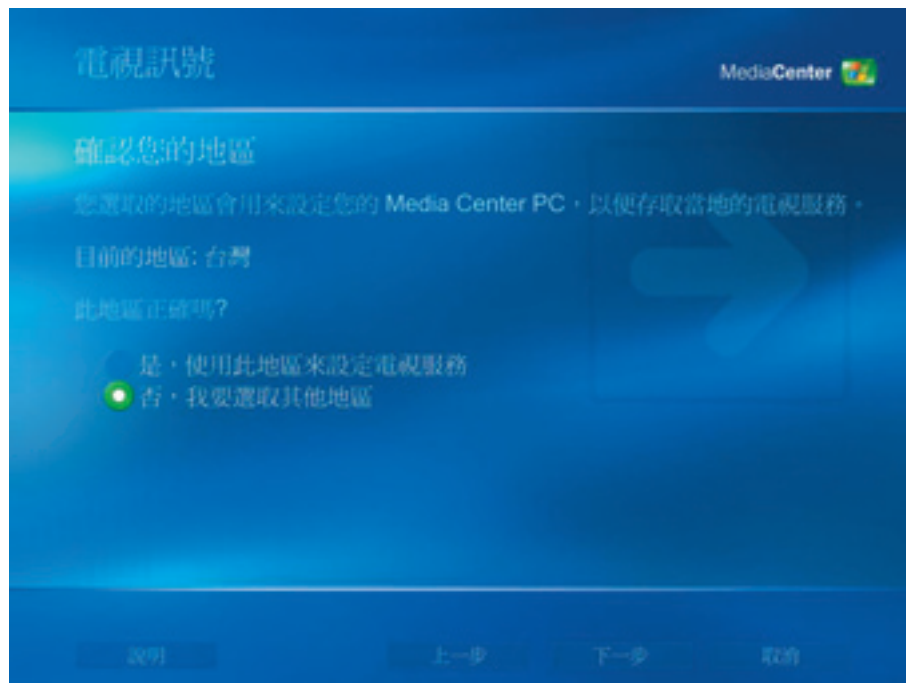 電視訊號
MediaCenter
確認您的地區
您選取的地區會用來設定您的 Media Center PC,以便存取當地的電視服務。
目前的地區: 台灣
此地區正確嗎?
是,使用此地區來設定電視服務
否,我要選取其他地區
說明
上一步
下一步
取消